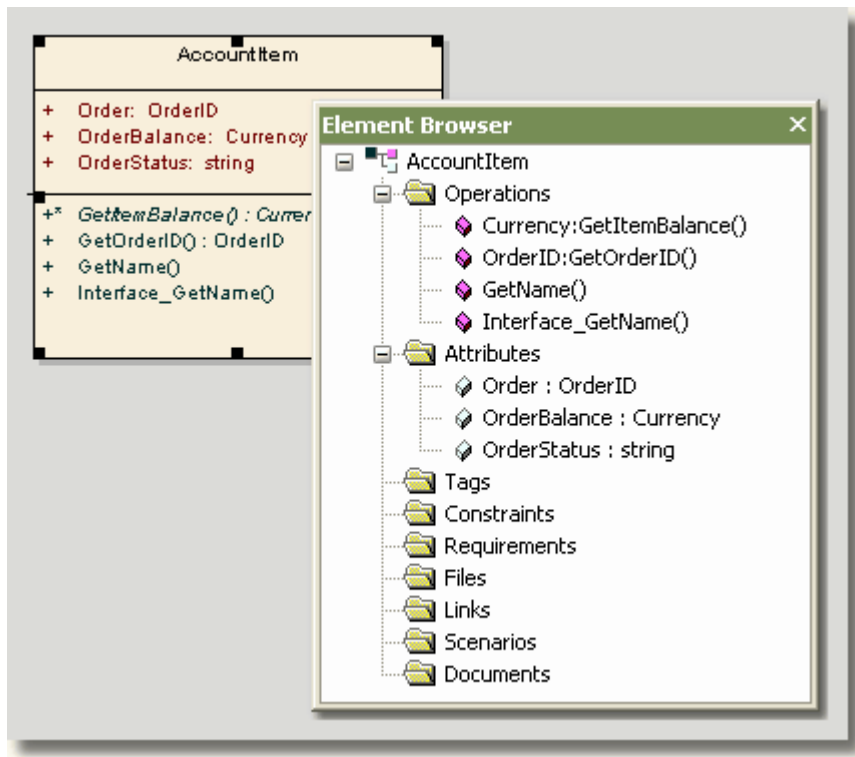 AccountItem
+ Order: OrderID
+ OrderBalance: Currency
+ OrderStatus: string
+* GetItemBalance() : Curren
+ GetOrderID() : OrderID
+ GetName()
+ Interface_GetName()
Element Browser
AccountItem
Operations
Currency:GetItemBalance()
OrderID:GetOrderID()
GetName()
Interface_GetName()
Attributes
Order : OrderID
OrderBalance : Currency
OrderStatus : string
Tags
Constraints
Requirements
Files
Links
Scenarios
Documents